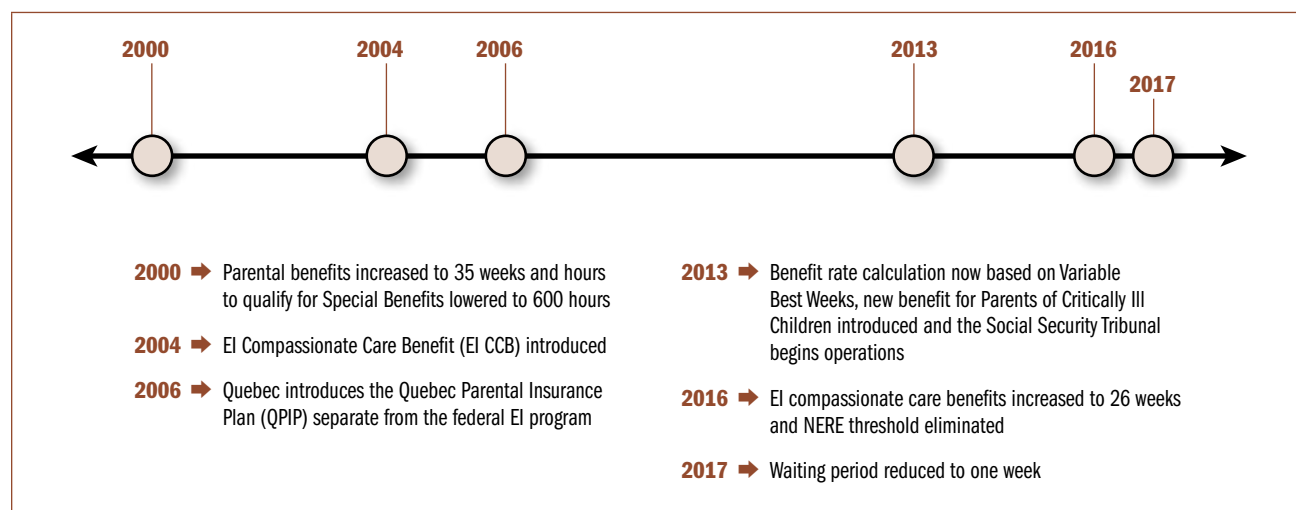 2000
2004
2006
2013
2016
2017
2000 ➡ Parental benefits increased to 35 weeks and hours
to qualify for Special Benefits lowered to 600 hours
2004 ➡ EI Compassionate Care Benefit (EI CCB) introduced
2006 ➡ Quebec introduces the Quebec Parental Insurance
Plan (QPIP) separate from the federal EI program
2013 ➡ Benefit rate calculation now based on Variable
Best Weeks, new benefit for Parents of Critically Ill
Children introduced and the Social Security Tribunal
begins operations
2016 ➡ EI compassionate care benefits increased to 26 weeks
and NERE threshold eliminated
2017 ➡ Waiting period reduced to one week